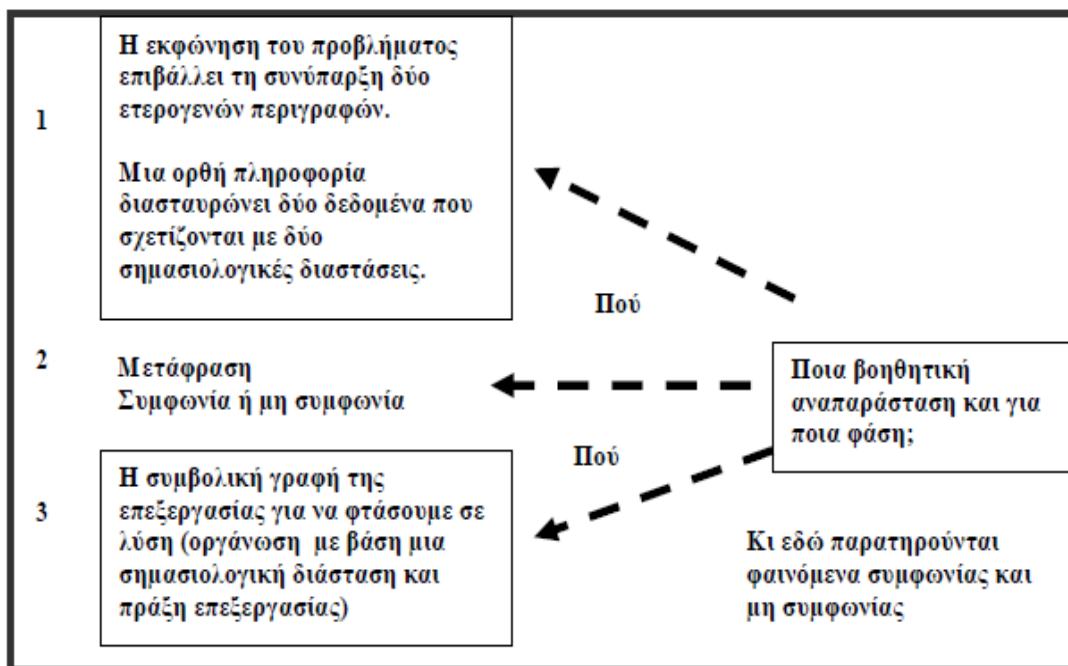 1
Η εκφώνηση του προβλήματος
επιβάλλει τη συνύπαρξη δύο
ετερογενών περιγραφών.
Μια ορθή πληροφορία
διασταυρώνει δύο δεδομένα που
σχετίζονται με δύο
σημασιολογικές διαστάσεις.
Πού
2
Μετάφραση
Συμφωνία ή μη συμφωνία
Ποια βοηθητική
αναπαράσταση και για
ποια φάση;
Πού
3
Η συμβολική γραφή της
επεξεργασίας για να φτάσουμε σε
λύση (οργάνωση με βάση μια
σημασιολογική διάσταση και
πράξη επεξεργασίας)
Κι εδώ παρατηρούνται
φαινόμενα συμφωνίας και
μη συμφωνίας